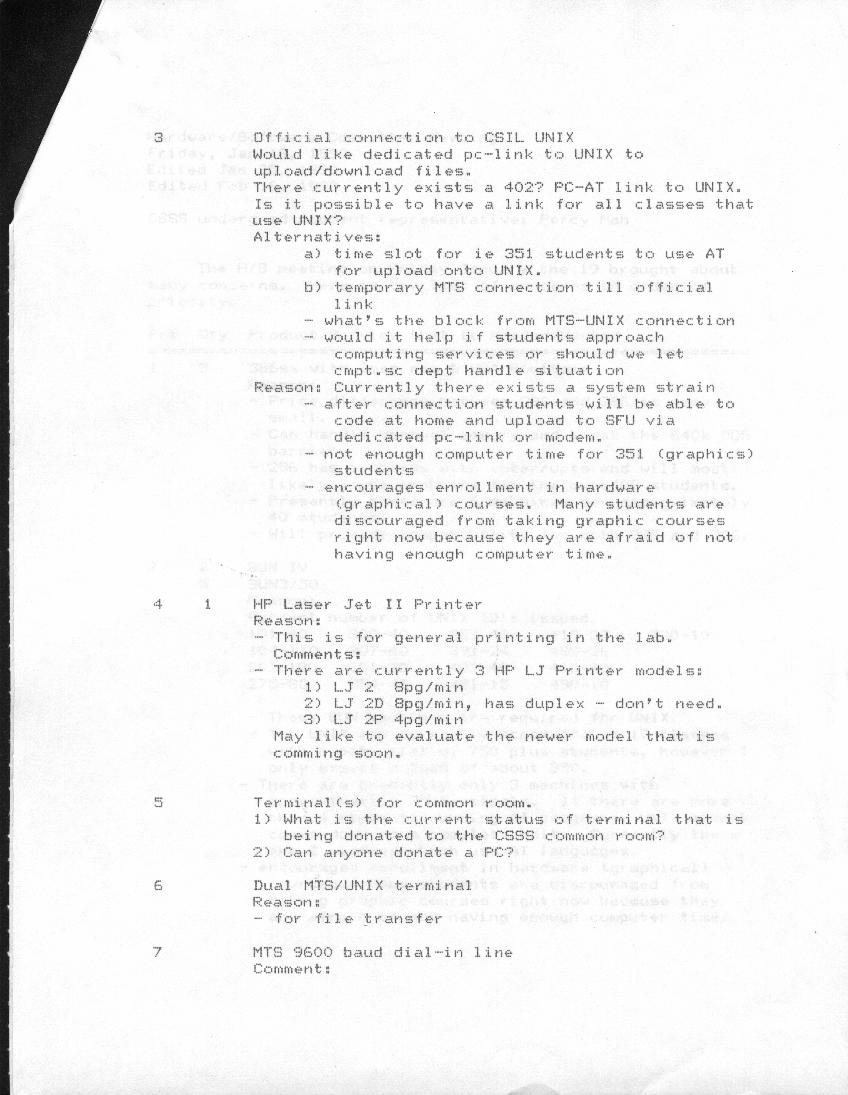 3 Official connection to CSIL UNIX
Would like dedicated pc-link to UNIX to
upload/download files.
There currently exists a 402? PC-AT link to UNIX.
Is it possible to have a link for all classes that
use UNIX?
Alternatives:
a) time slot for ie 351 students to use AT
for upload onto UNIX.
b) temporary MTS connection till official
link
- what's the block from MTS-UNIX connection
- would it help if students approach
computing services or should we let
cmpt.sc dept handle situation
Reason: Currently there exists a system strain
- after connection students will be able to
code at home and upload to SFU via
dedicated pc-link or modem.
- not enough computer time for 351 (graphics)
students
- encourages enrollment in hardware
(graphical) courses. Many students are
discouraged from taking graphic courses
right now because they are afraid of not
having enough computer time.
4 1 HP Laser Jet II Printer
Reason:
- This is for general printing in the lab.
Comments:
- There are currently 3 HP LJ Printer models:
1) LJ 2 8pg/min
2) LJ 2D 8pg/min, has duplex - don't need.
3) LJ 2P 4pg/min
May like to evaluate the newer model that is
comming soon.
5 Terminal(s) for common room.
1) What is the current status of terminal that is
being donated to the CSSS common room?
2) Can anyone donate a PC?
6 Dual MTS/UNIX terminal
Reason:
- for file transfer
7 MTS 9600 baud dial-in line
Comment: